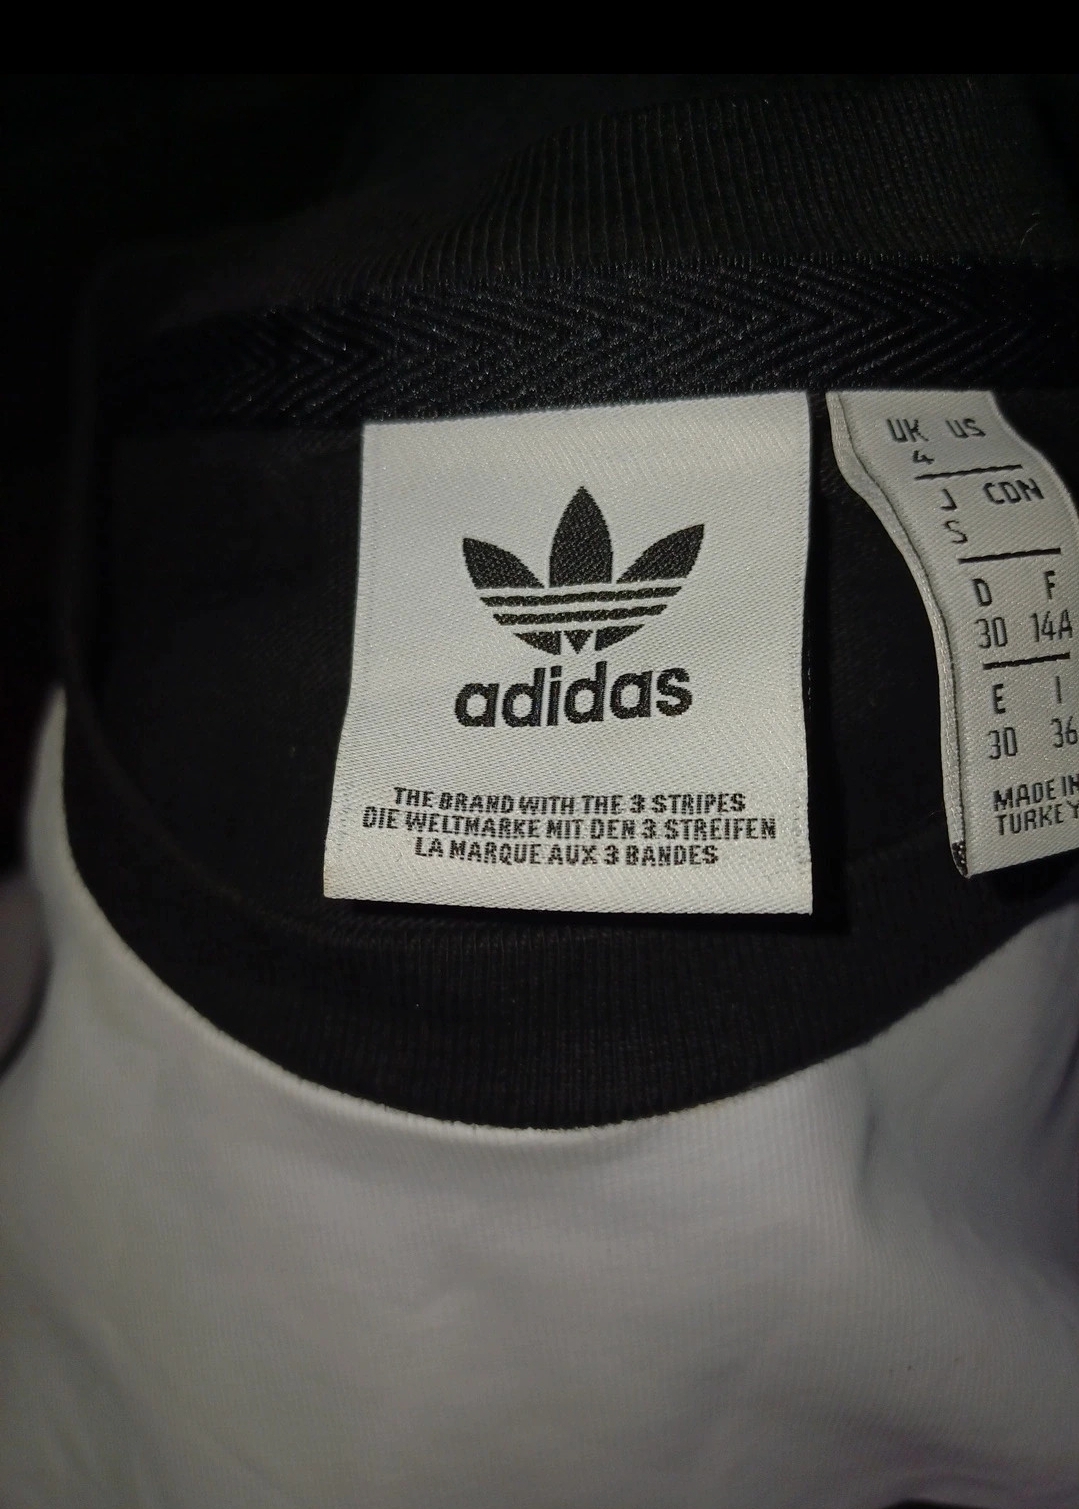 adidas
THE BRAND WITH THE 3 STRIPES
DIE WELTMARKE MIT DEN 3 STREIFEN
LA MARQUE AUX 3 BANDES
UK US
4
J CDN
S
D F
30 14A
E I
30 36
MADE IN
TURKEY